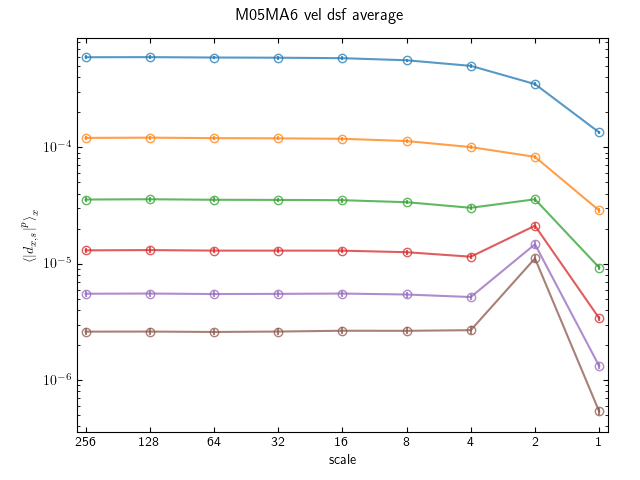 M05MA6 vel dsf average
⟨|d_{x,s}|^p⟩_x
10^{-4}
10^{-5}
10^{-6}
256 128 64 32 16 8 4 2 1
scale